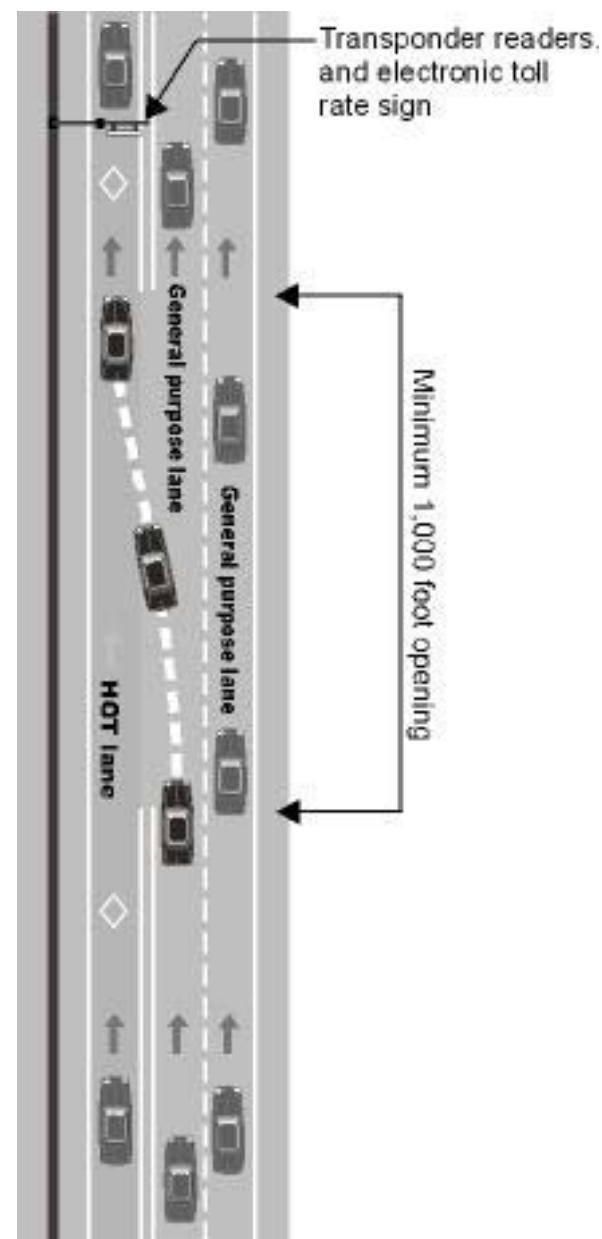 Transponder readers.
and electronic toll
rate sign
General purpose lane
General purpose lane
Minimum 1,000 foot opening
HOT lane